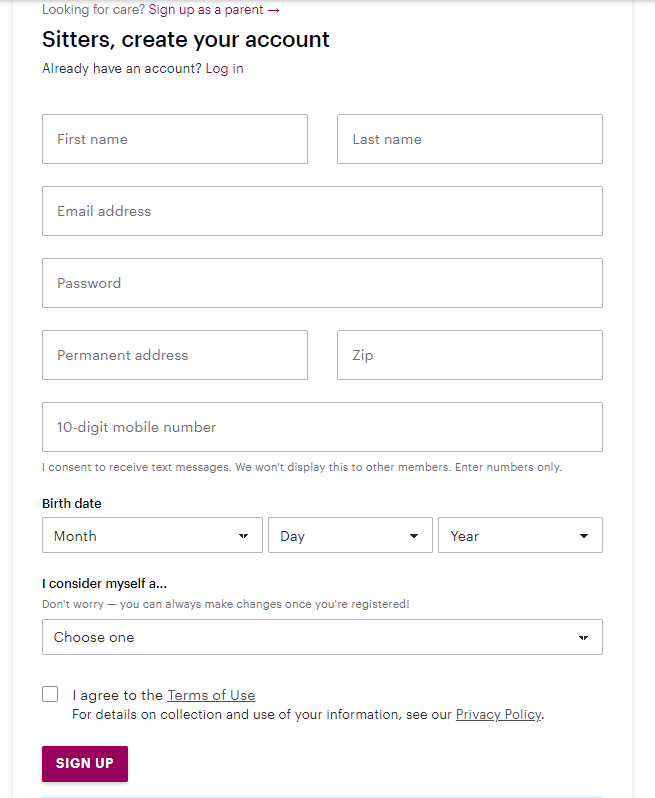 Looking for care? Sign up as a parent →
Sitters, create your account
Already have an account? Log in
First name
Last name
Email address
Password
Permanent address
Zip
10-digit mobile number
I consent to receive text messages. We won't display this to other members. Enter numbers only.
Birth date
Month
Day
Year
I consider myself a...
Don't worry — you can always make changes once you're registered!
Choose one
I agree to the Terms of Use
For details on collection and use of your information, see our Privacy Policy.
SIGN UP